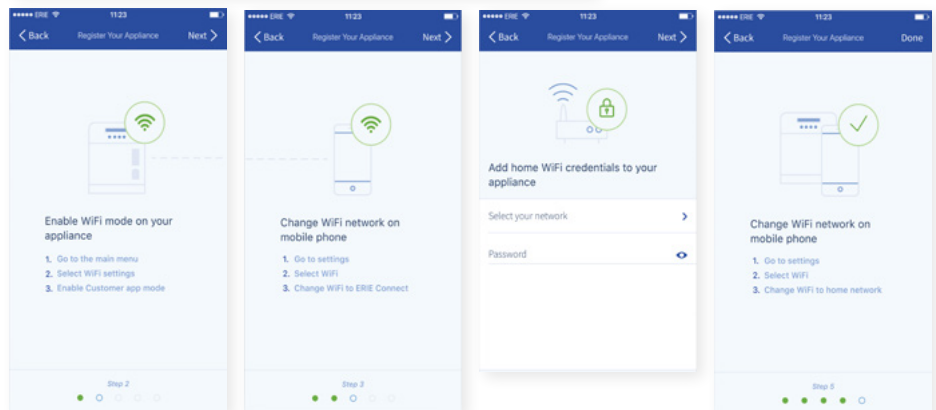 ●●●●● ERIE 11:23
< Back Register Your Appliance Next >
Enable WiFi mode on your
appliance
1. Go to the main menu
2. Select WiFi settings
3. Enable Customer app mode
Step 2
●●●●● ERIE 11:23
< Back Register Your Appliance Next >
Change WiFi network on
mobile phone
1. Go to settings
2. Select WiFi
3. Change WiFi to ERIE Connect
Step 3
●●●●● ERIE 11:23
< Back Register Your Appliance Next >
Add home WiFi credentials to your
appliance
Select your network >
Password
●●●●● ERIE 11:23
< Back Register Your Appliance Done
Change WiFi network on
mobile phone
1. Go to settings
2. Select WiFi
3. Change WiFi to home network
Step 5